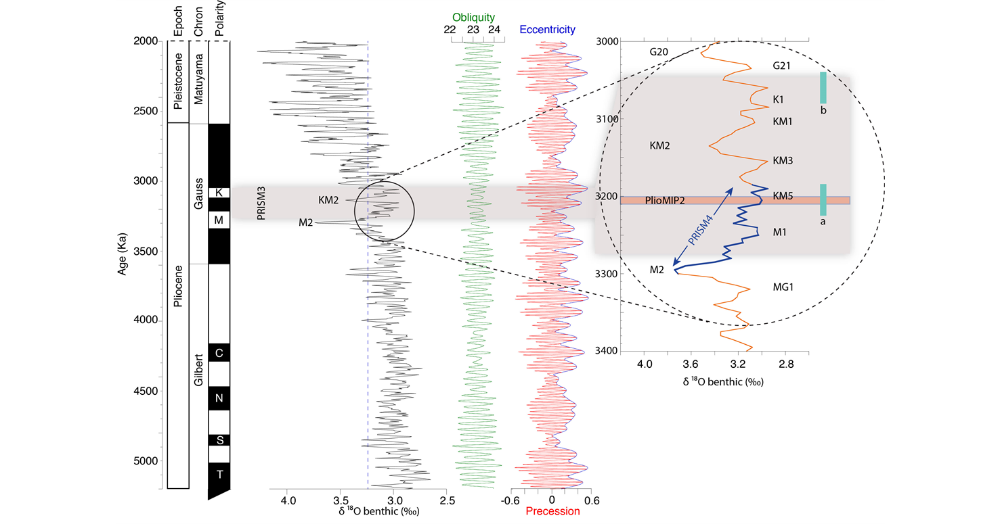 Epoch
Chron
Polarity
Obliquity
22 23 24
Eccentricity
2000
2500
3000
3500
4000
4500
5000
Age (Ka)
Pleistocene
Pliocene
Matuyama
Gauss
Gilbert
K
M
C
N
S
T
PRISM3
KM2
M2
4.0 3.5 3.0 2.5
δ 18O benthic (‰)
-0.6 0 0.6
Precession
3000
3100
3200
3300
3400
G20
G21
K1
KM1
KM2
KM3
KM5
PlioMIP2
PRISM4
M1
M2
MG1
b
a
4.0 3.6 3.2 2.8
δ 18O benthic (‰)